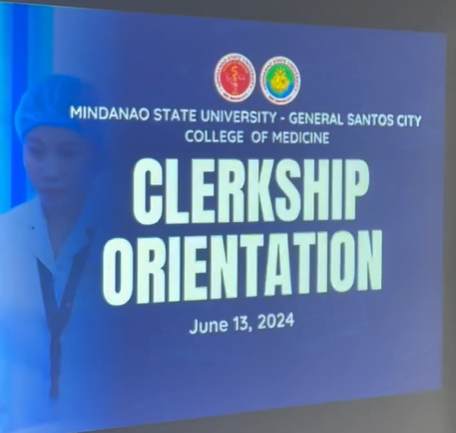 MINDANAO STATE UNIVERSITY - GENERAL SANTOS CITY
COLLEGE OF MEDICINE
CLERKSHIP
ORIENTATION
June 13, 2024